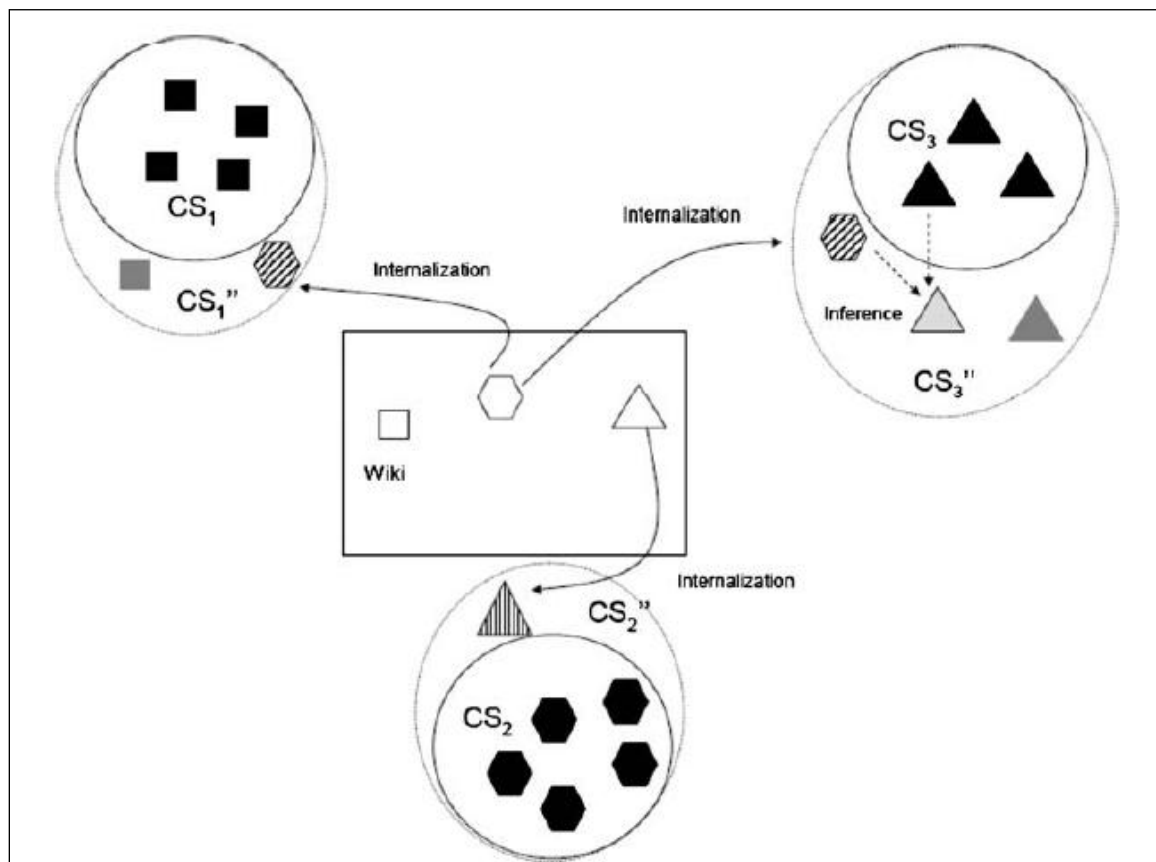 CS₃
Internalization
CS₁
Internalization
CS₁”
Inference
CS₃”
Wiki
Internalization
CS₂”
CS₂